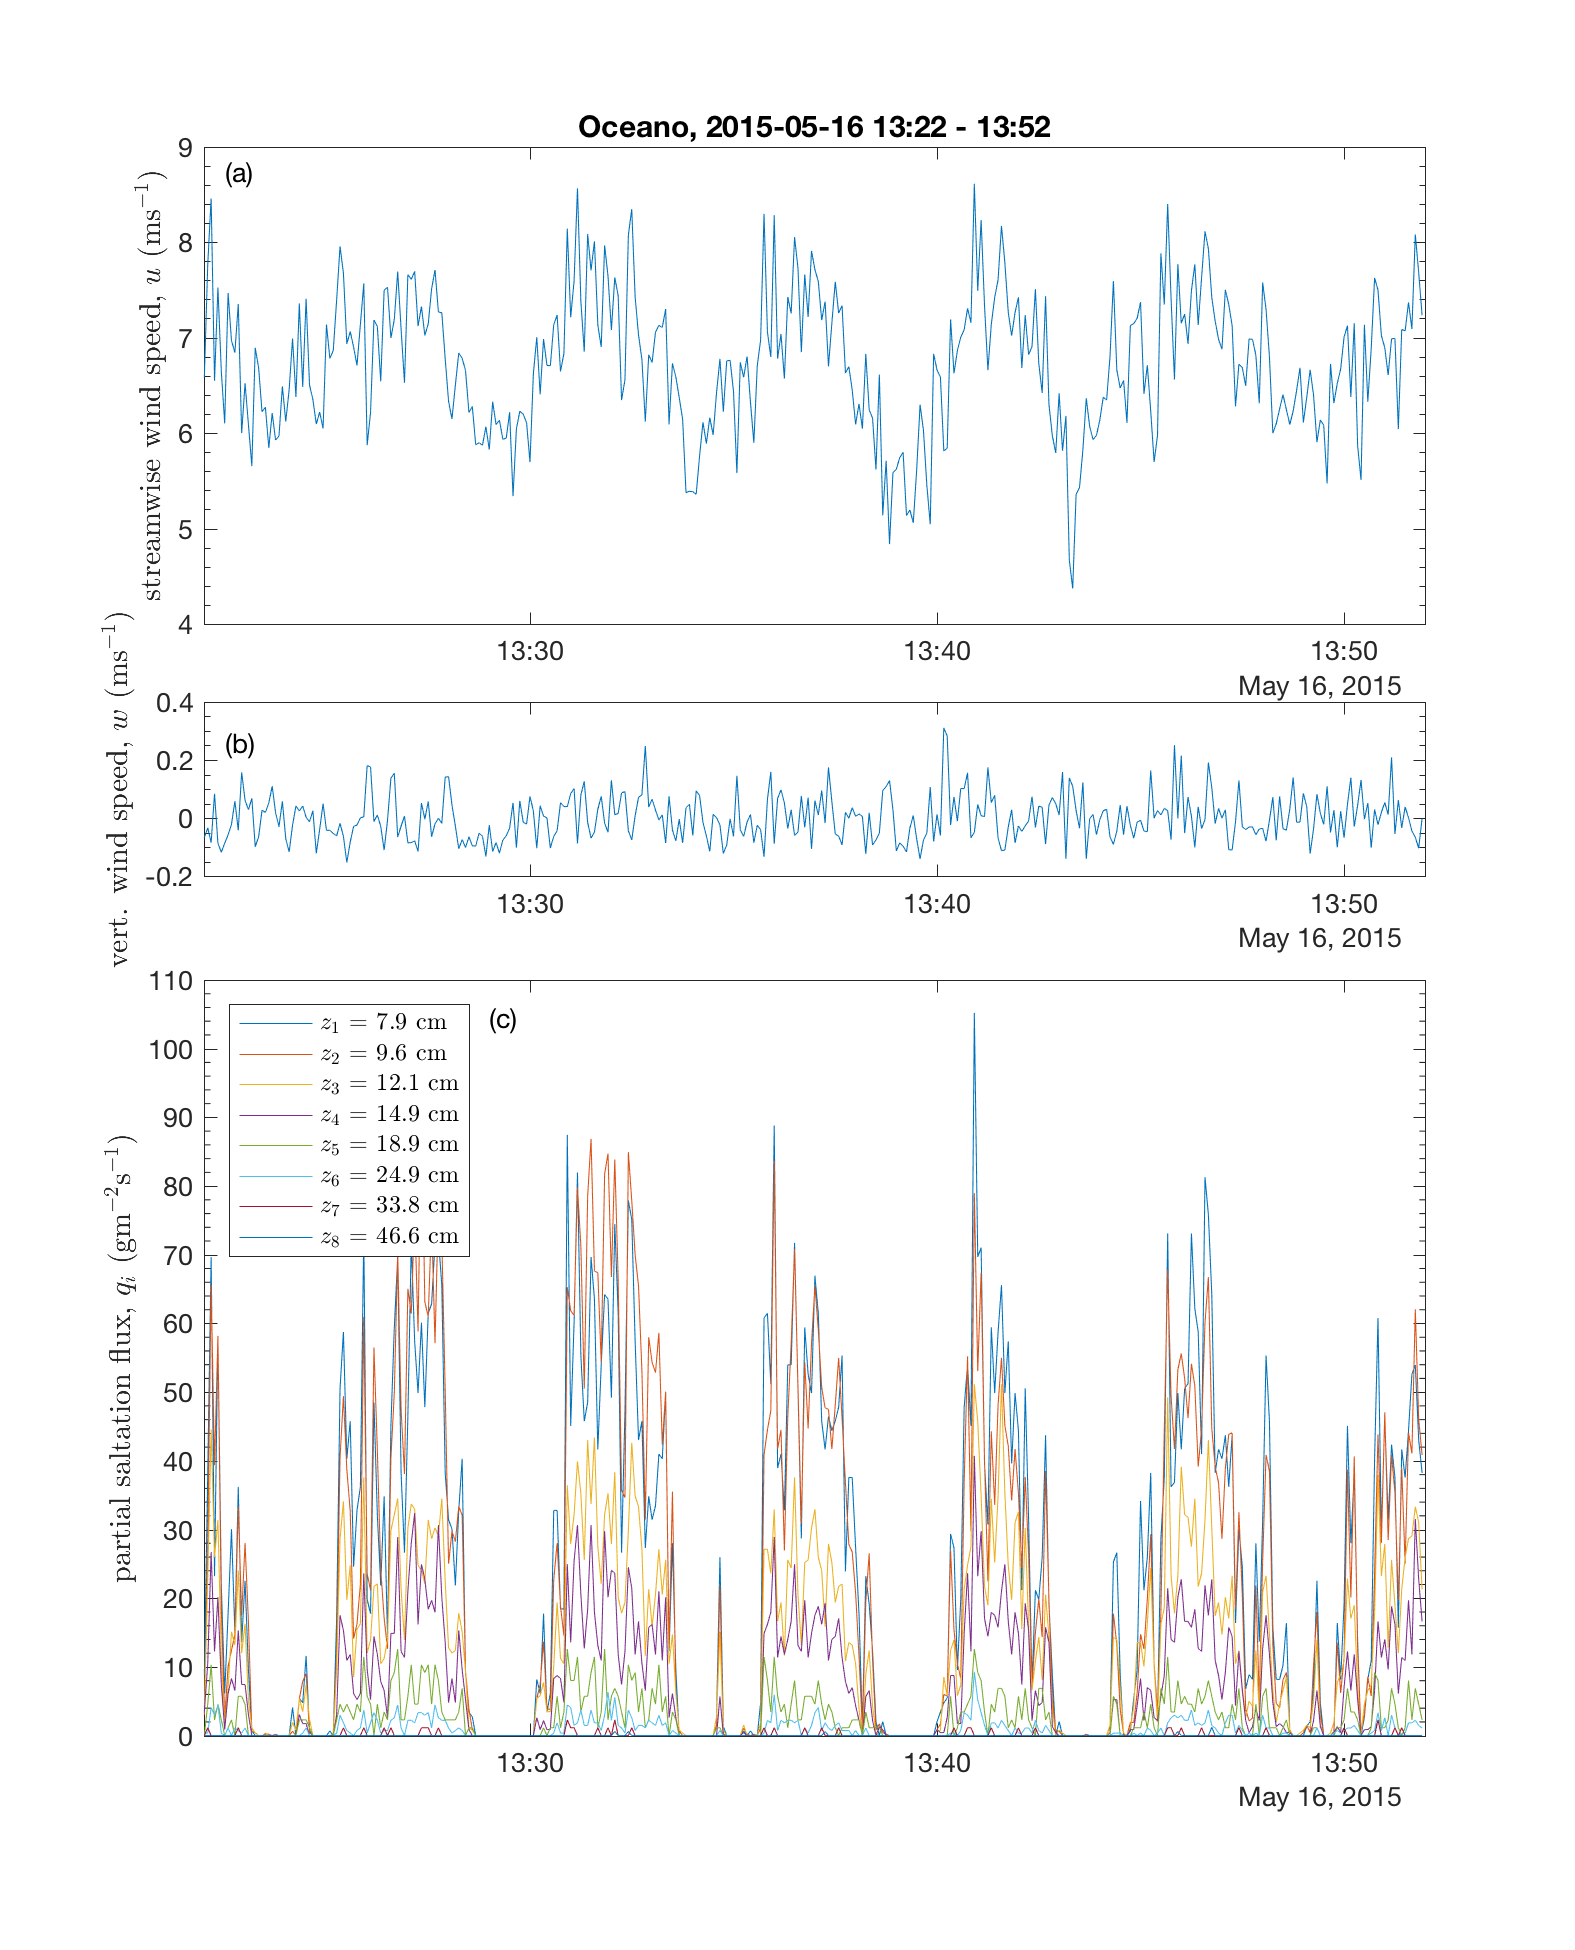 Oceano, 2015-05-16 13:22 - 13:52
(a)
streamwise wind speed, u (ms⁻¹)
9
8
7
6
5
4
13:30 13:40 13:50
May 16, 2015
(b)
vert. wind speed, w (ms⁻¹)
0.4
0.2
0
-0.2
13:30 13:40 13:50
May 16, 2015
(c)
partial saltation flux, qᵢ (gm⁻²s⁻¹)
110
100
90
80
70
60
50
40
30
20
10
0
z₁ = 7.9 cm
z₂ = 9.6 cm
z₃ = 12.1 cm
z₄ = 14.9 cm
z₅ = 18.9 cm
z₆ = 24.9 cm
z₇ = 33.8 cm
z₈ = 46.6 cm
13:30 13:40 13:50
May 16, 2015